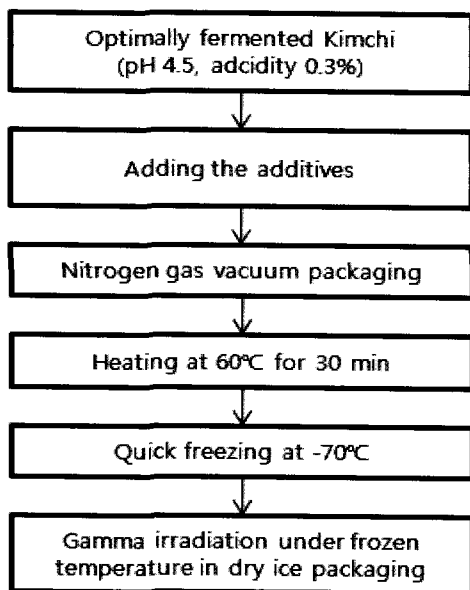 Optimally fermented Kimchi
(pH 4.5, adcidity 0.3%)
Adding the additives
Nitrogen gas vacuum packaging
Heating at 60℃ for 30 min
Quick freezing at -70℃
Gamma irradiation under frozen
temperature in dry ice packaging